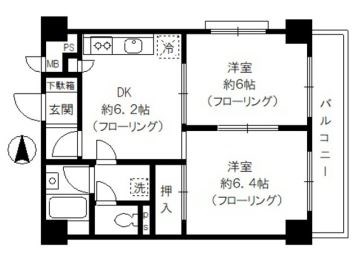 PS
冷
MB
下駄箱
玄関
DK
約6.2帖
(フローリング)
洋室
約6帖
(フローリング)
バルコニー
洋室
約6.4帖
(フローリング)
洗
押入
PS